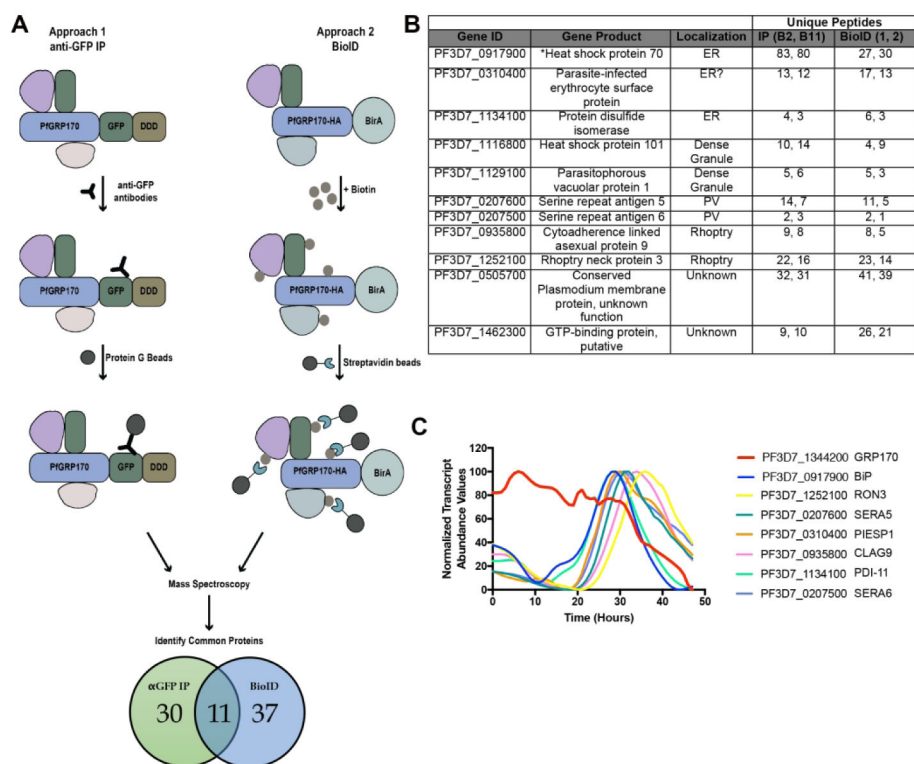 A
Approach 1
anti-GFP IP
Approach 2
BioID
PfGRP170
GFP
DDD
PfGRP170-HA
BirA
anti-GFP
antibodies
+ Biotin
PfGRP170
GFP
DDD
PfGRP170-HA
BirA
Protein G Beads
Streptavidin beads
PfGRP170
GFP
DDD
PfGRP170-HA
BirA
Mass Spectroscopy
Identify Common Proteins
αGFP IP
BioID
30
11
37
B
Unique Peptides
Gene ID Gene Product Localization IP (B2, B11) BioID (1, 2)
PF3D7_0917900 *Heat shock protein 70 ER 83, 80 27, 30
PF3D7_0310400 Parasite-infected ER? 13, 12 17, 13
erythrocyte surface
protein
PF3D7_1134100 Protein disulfide ER 4, 3 6, 3
isomerase
PF3D7_1116800 Heat shock protein 101 Dense 10, 14 4, 9
Granule
PF3D7_1129100 Parasitophorous Dense 5, 6 5, 3
vacuolar protein 1 Granule
PF3D7_0207600 Serine repeat antigen 5 PV 14, 7 11, 5
PF3D7_0207500 Serine repeat antigen 6 PV 2, 3 2, 1
PF3D7_0935800 Cytoadherence linked Rhoptry 9, 8 8, 5
asexual protein 9
PF3D7_1252100 Rhoptry neck protein 3 Rhoptry 22, 16 23, 14
PF3D7_0505700 Conserved Unknown 32, 31 41, 39
Plasmodium membrane
protein, unknown
function
PF3D7_1462300 GTP-binding protein, Unknown 9, 10 26, 21
putative
C
Normalized Transcript
Abundance Values
120
100
80
60
40
20
0
0 10 20 30 40 50
Time (Hours)
PF3D7_1344200 GRP170
PF3D7_0917900 BiP
PF3D7_1252100 RON3
PF3D7_0207600 SERA5
PF3D7_0310400 PIESP1
PF3D7_0935800 CLAG9
PF3D7_1134100 PDI-11
PF3D7_0207500 SERA6